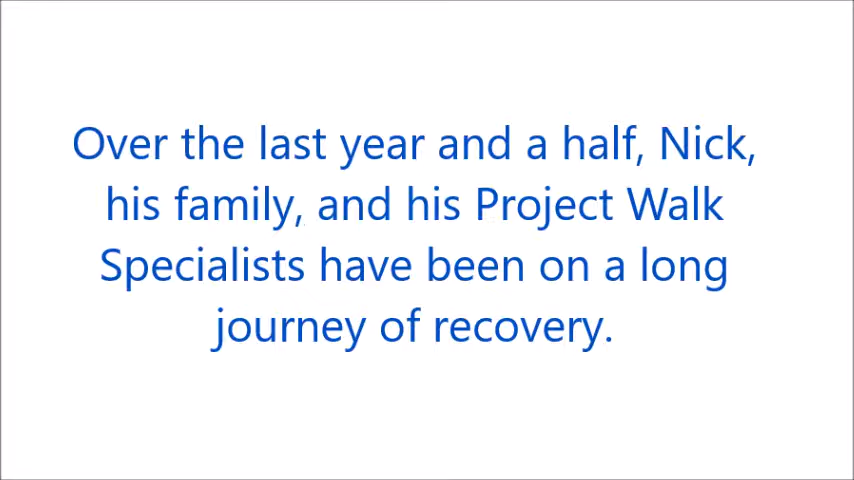 Over the last year and a half, Nick,
his family, and his Project Walk
Specialists have been on a long
journey of recovery.